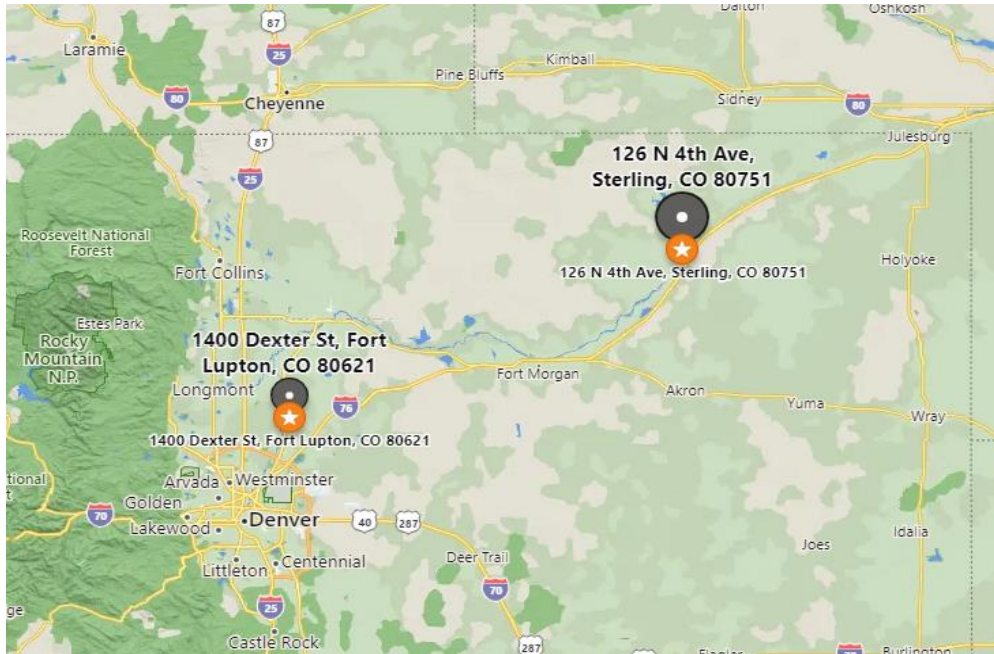 87
Dalton
Oshkosh
Laramie
25
Kimball
Pine Bluffs
80
Cheyenne
Sidney
80
87
Julesburg
126 N 4th Ave,
Sterling, CO 80751
25
Roosevelt National
Forest
Fort Collins
Holyoke
126 N 4th Ave, Sterling, CO 80751
Estes Park
Rocky
Mountain
N.P.
1400 Dexter St, Fort
Lupton, CO 80621
Fort Morgan
Longmont
76
Akron
Yuma
Wray
1400 Dexter St, Fort Lupton, CO 80621
tional
t
Arvada
Westminster
Golden
70
Lakewood
Denver
40
287
Idalia
Joes
Deer Trail
Littleton
Centennial
70
25
ge
Castle Rock
287
Flagler
70
Burlington